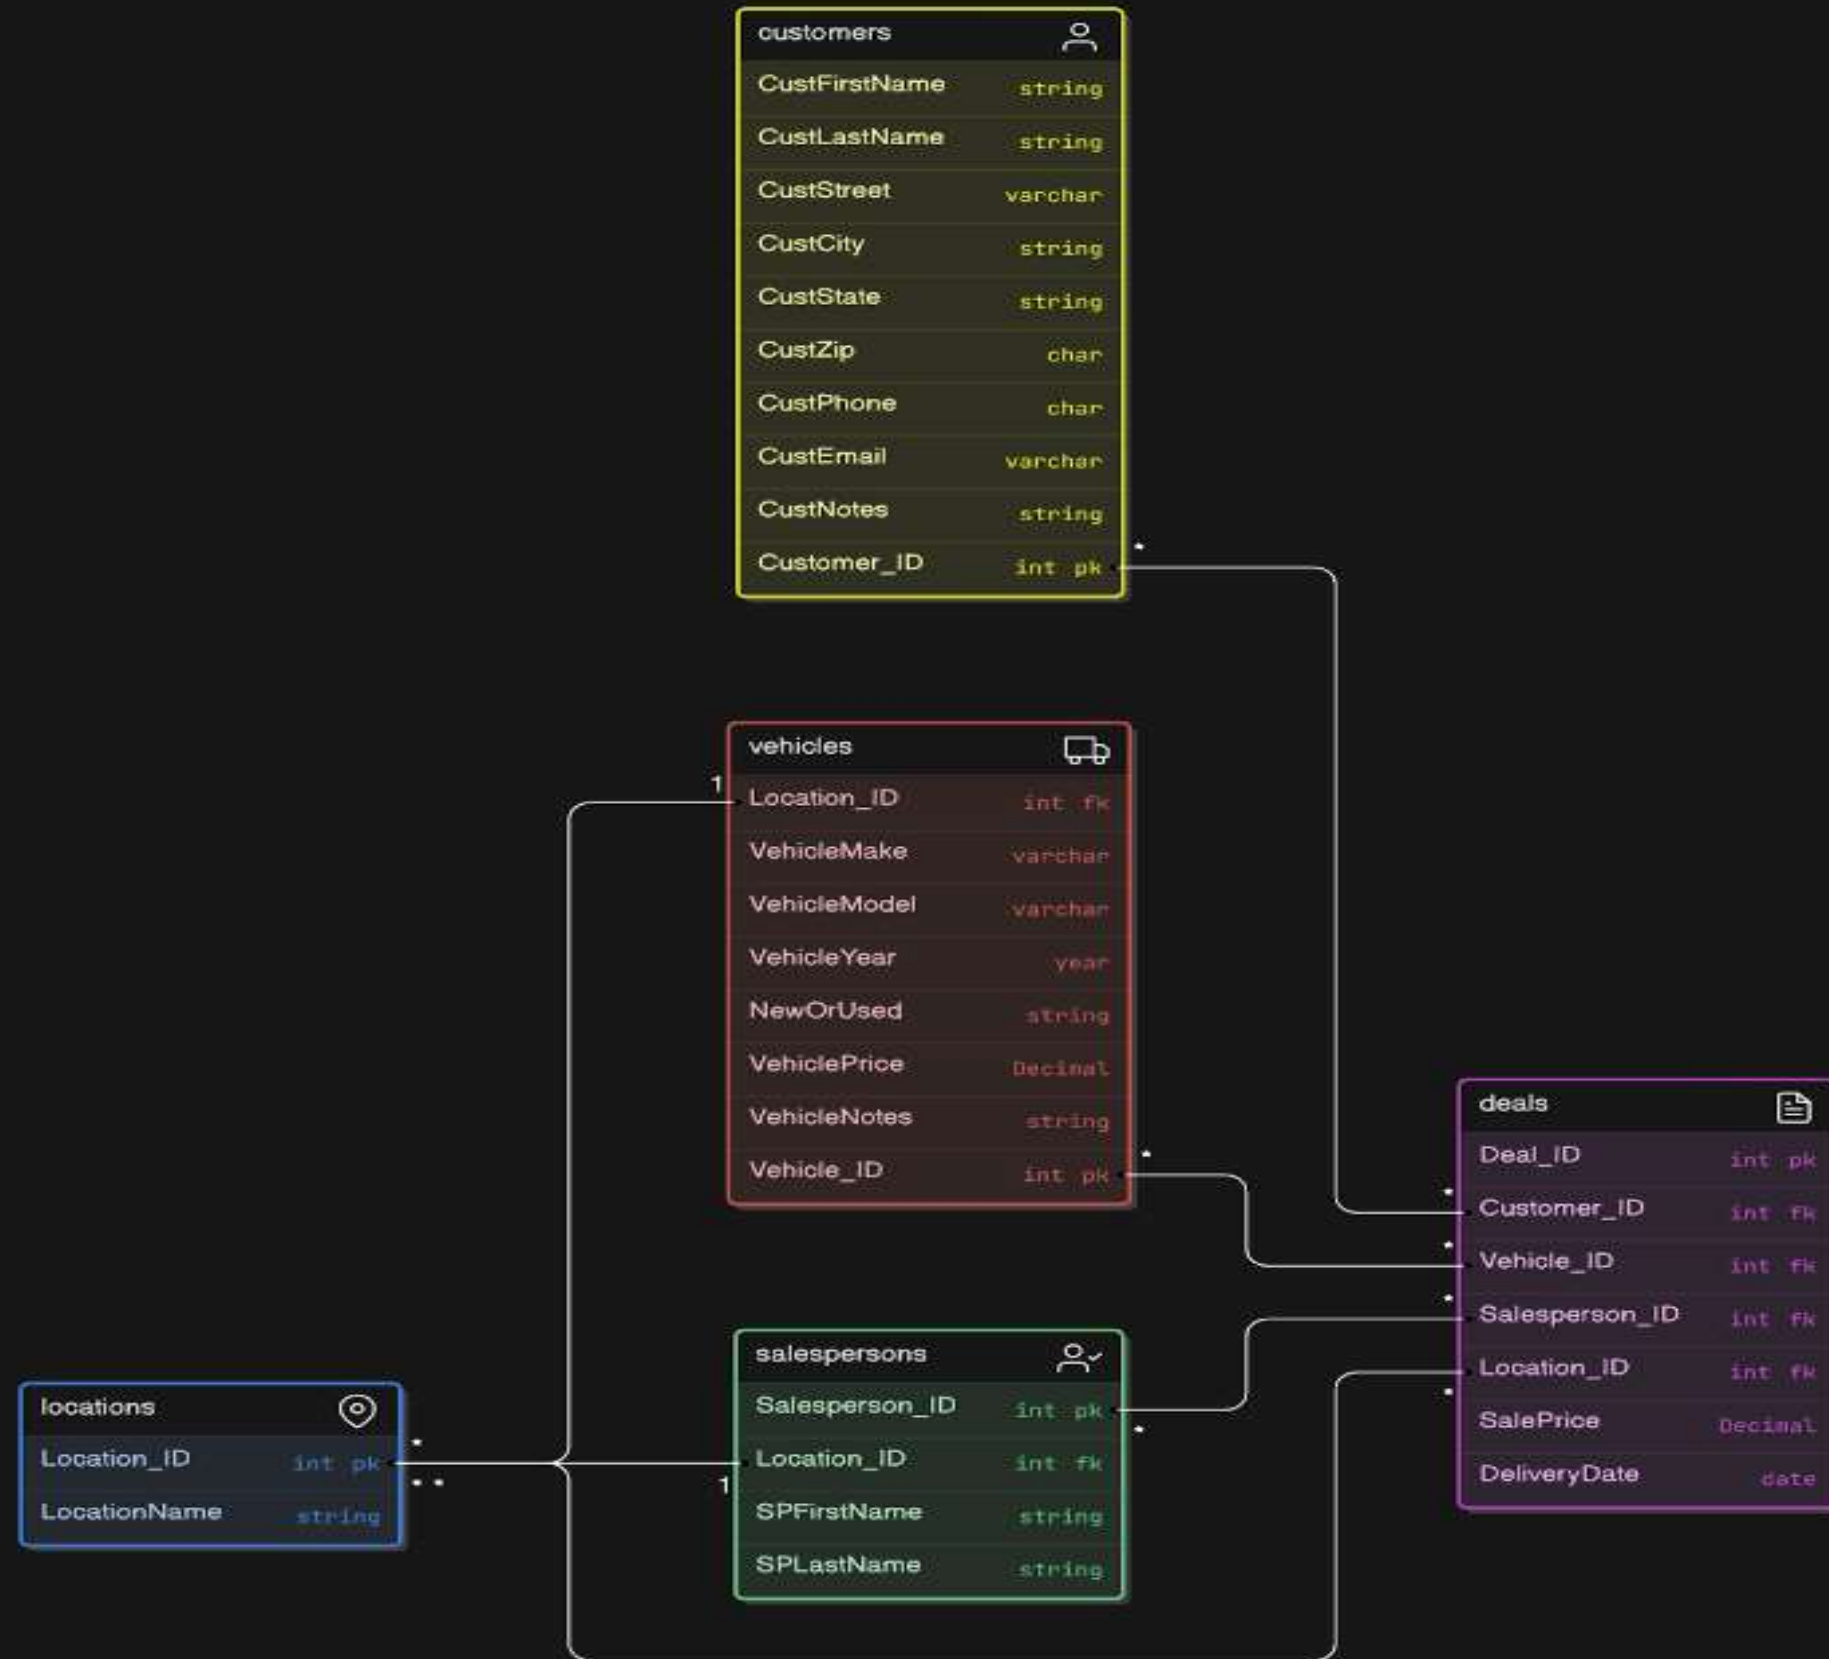 customers
CustFirstName string
CustLastName string
CustStreet varchar
CustCity string
CustState string
CustZip char
CustPhone char
CustEmail varchar
CustNotes string
Customer_ID int pk
*
vehicles
1
Location_ID int fk
VehicleMake varchar
VehicleModel varchar
VehicleYear year
NewOrUsed string
VehiclePrice Decimal
VehicleNotes string
Vehicle_ID int pk
*
deals
Deal_ID int pk
*
Customer_ID int fk
*
Vehicle_ID int fk
*
Salesperson_ID int fk
Location_ID int fk
*
SalePrice Decimal
DeliveryDate date
salespersons
Salesperson_ID int pk
*
Location_ID int fk
1
SPFirstName string
SPLastName string
locations
*
Location_ID int pk
* *
LocationName string